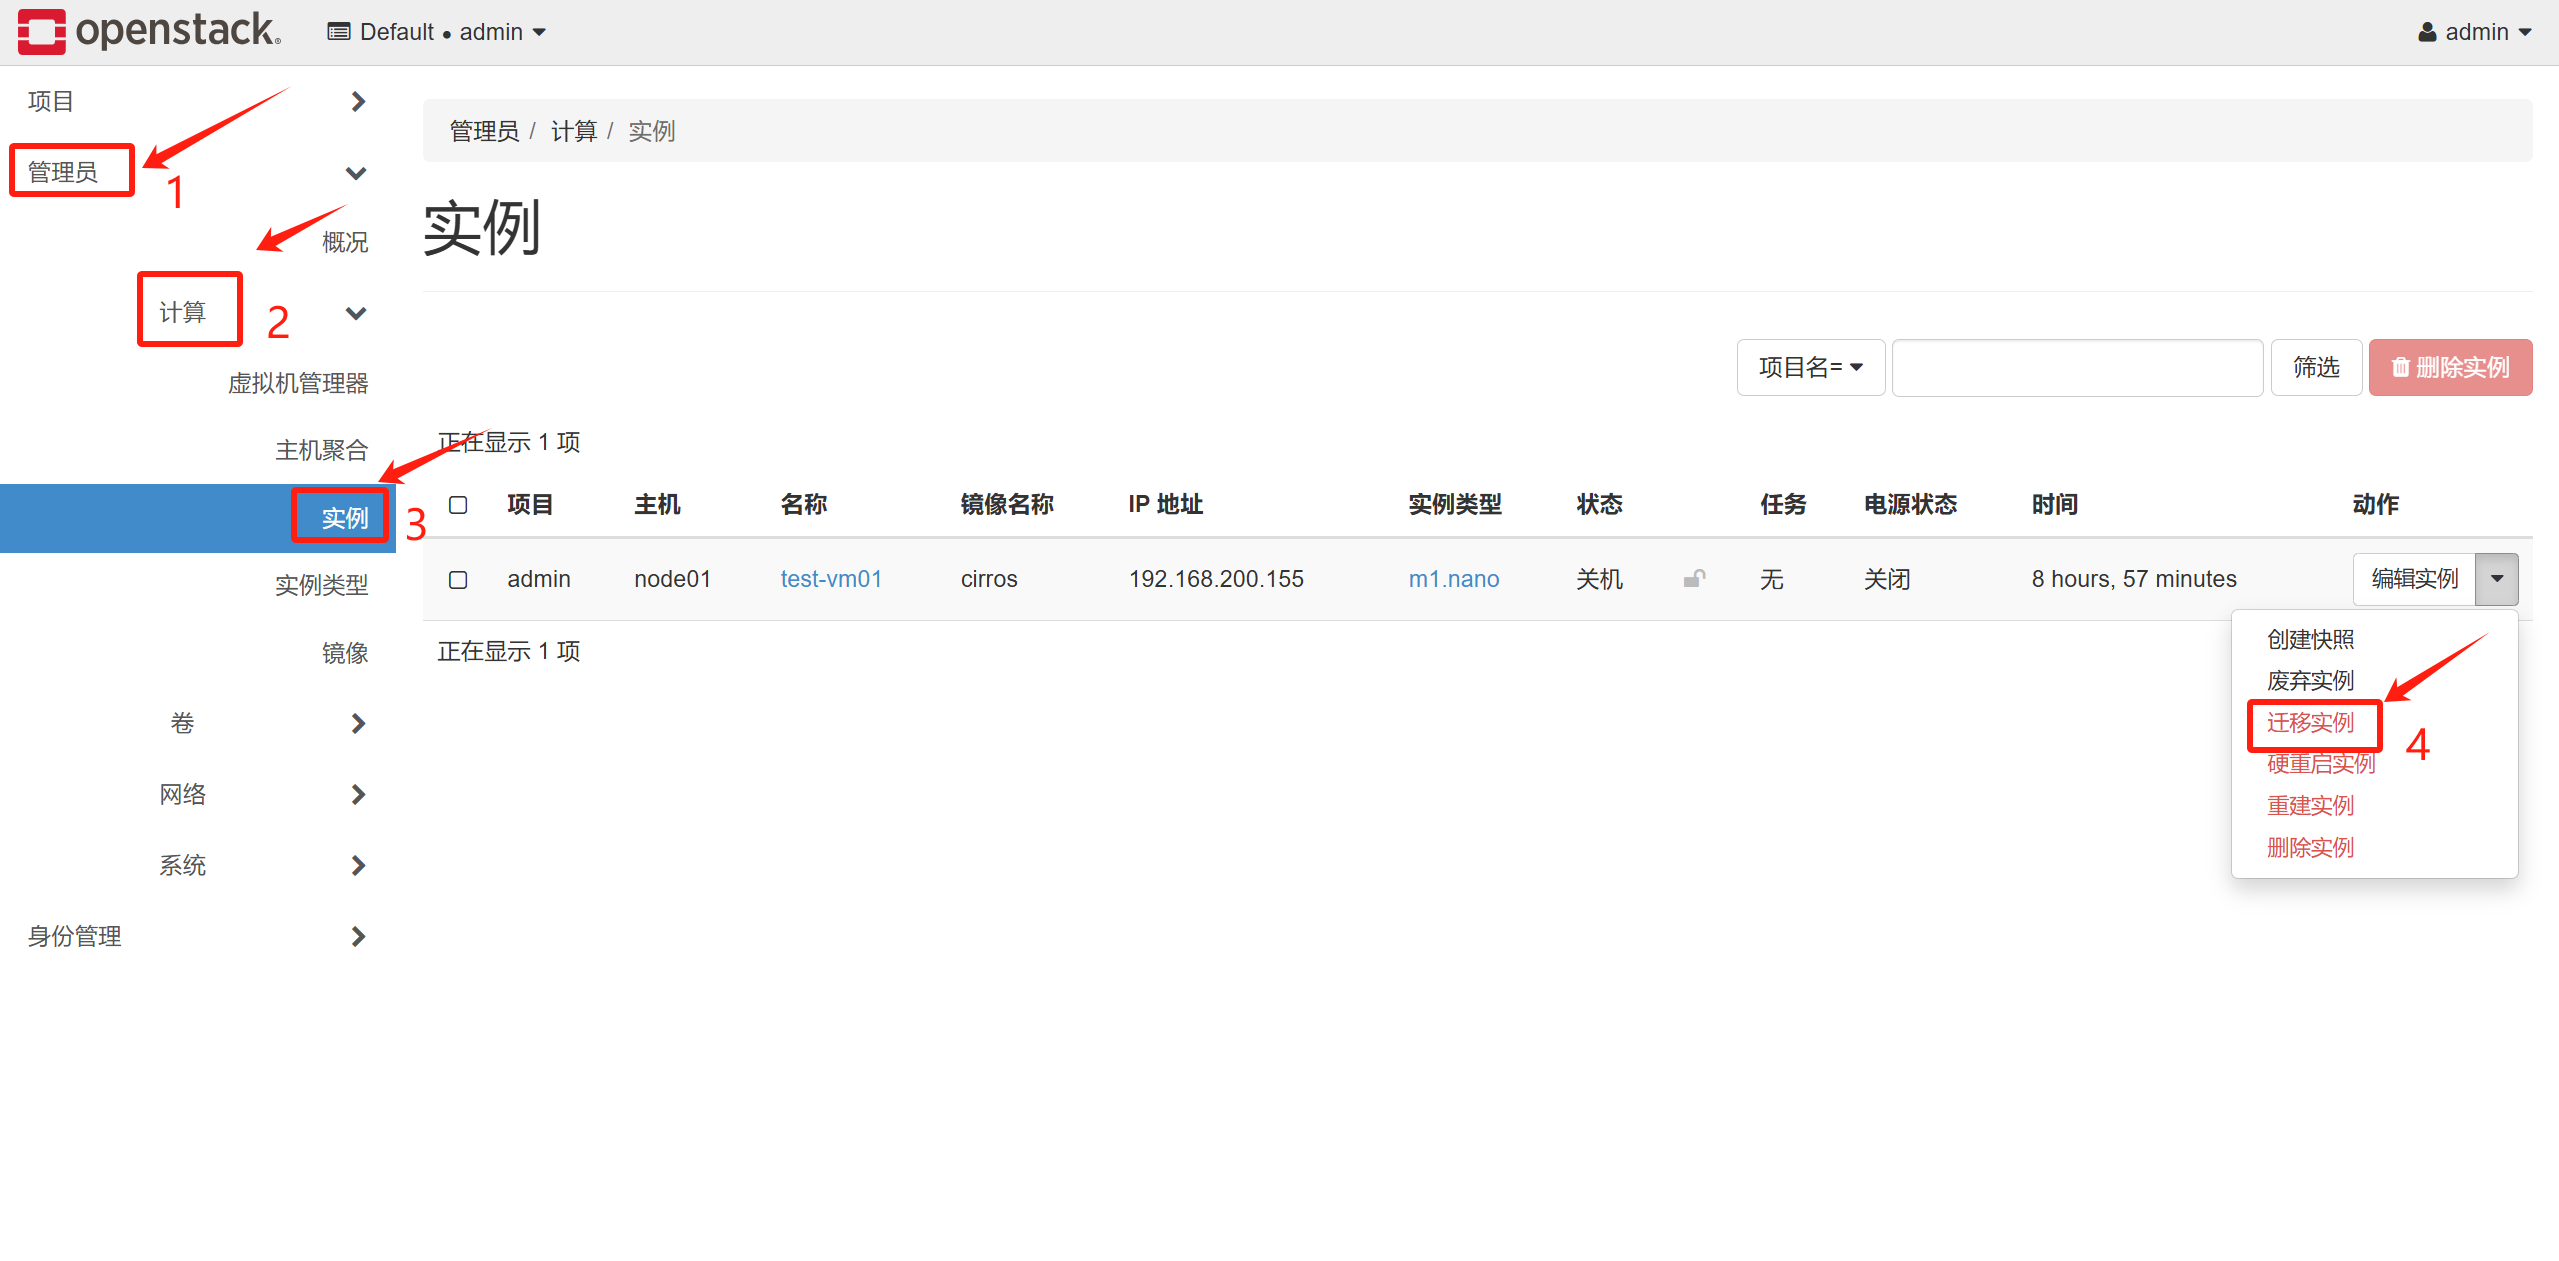 openstack.
Default • admin
admin
项目
管理员
1
概况
计算
2
虚拟机管理器
主机聚合
实例
3
实例类型
镜像
卷
网络
系统
身份管理
管理员 / 计算 / 实例
实例
项目名=
筛选
删除实例
正在显示 1 项
项目 主机 名称 镜像名称 IP 地址 实例类型 状态 任务 电源状态 时间 动作
admin node01 test-vm01 cirros 192.168.200.155 m1.nano 关机 无 关闭 8 hours, 57 minutes 编辑实例
正在显示 1 项
创建快照
废弃实例
迁移实例
4
硬重启实例
重建实例
删除实例